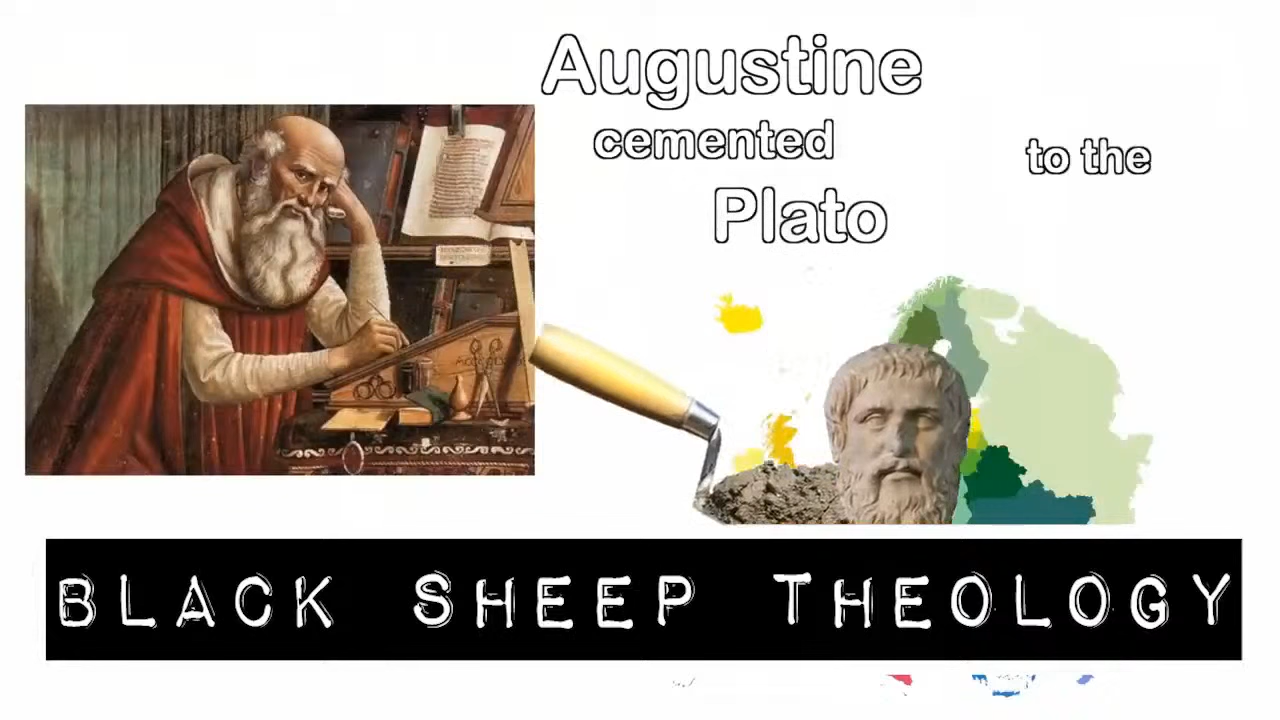 Augustine
cemented
to the
Plato
BLACK SHEEP THEOLOGY